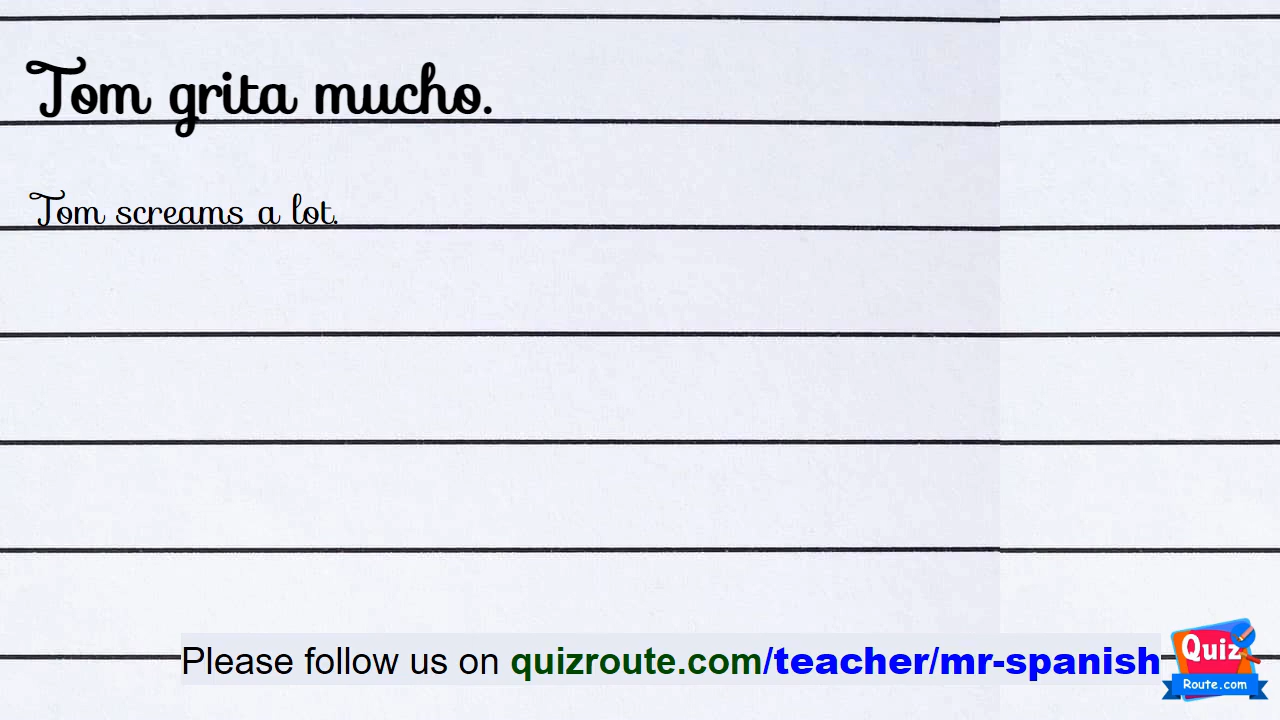 Tom grita mucho.
Tom screams a lot.
Please follow us on quizroute.com/teacher/mr-spanish
Quiz
Route.com